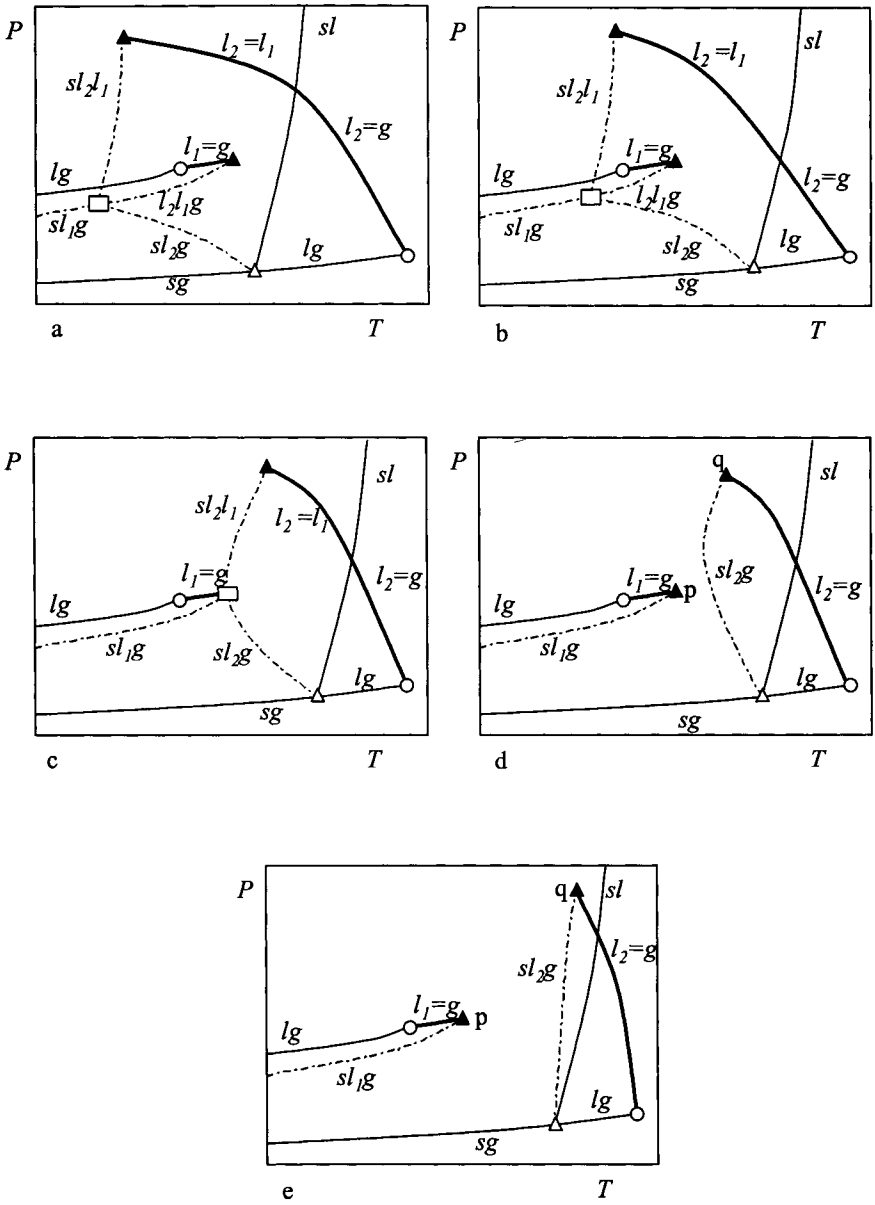 P
l₂=l₁
sl
sl₂l₁
l₁=g
l₂=g
lg
l₂l₁g
sl₁g
sl₂g
lg
sg
a
T
P
l₂=l₁
sl
sl₂l₁
l₁=g
lg
l₂=g
l₂l₁g
sl₁g
sl₂g
lg
sg
b
T
P
sl
sl₂l₁
l₂=l₁
l₁=g
l₂=g
lg
sl₁g
sl₂g
lg
sg
c
T
P
q
sl
sl₂g
l₁=g
p
l₂=g
lg
sl₁g
lg
sg
d
T
P
q
sl
l₂=g
sl₂g
l₁=g
p
lg
sl₁g
lg
sg
e
T